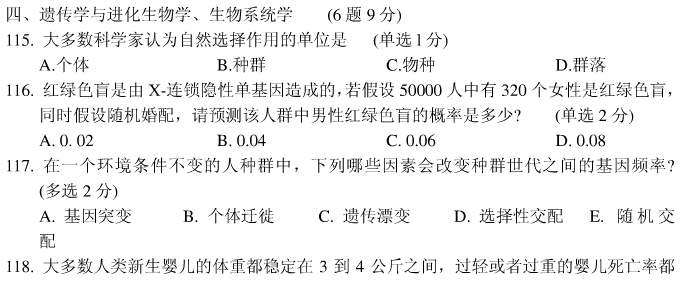 四、遗传学与进化生物学、生物系统学 (6 题 9 分)
115. 大多数科学家认为自然选择作用的单位是 (单选 1 分)
A.个体 B.种群 C.物种 D.群落
116. 红绿色盲是由 X-连锁隐性单基因造成的,若假设 50000 人中有 320 个女性是红绿色盲,
同时假设随机婚配,请预测该人群中男性红绿色盲的概率是多少? (单选 2 分)
A. 0. 02 B. 0.04 C. 0.06 D. 0.08
117. 在一个环境条件不变的人种群中,下列哪些因素会改变种群世代之间的基因频率?
(多选 2 分)
A. 基因突变 B. 个体迁徙 C. 遗传漂变 D. 选择性交配 E. 随机交
配
118. 大多数人类新生婴儿的体重都稳定在 3 到 4 公斤之间,过轻或者过重的婴儿死亡率都